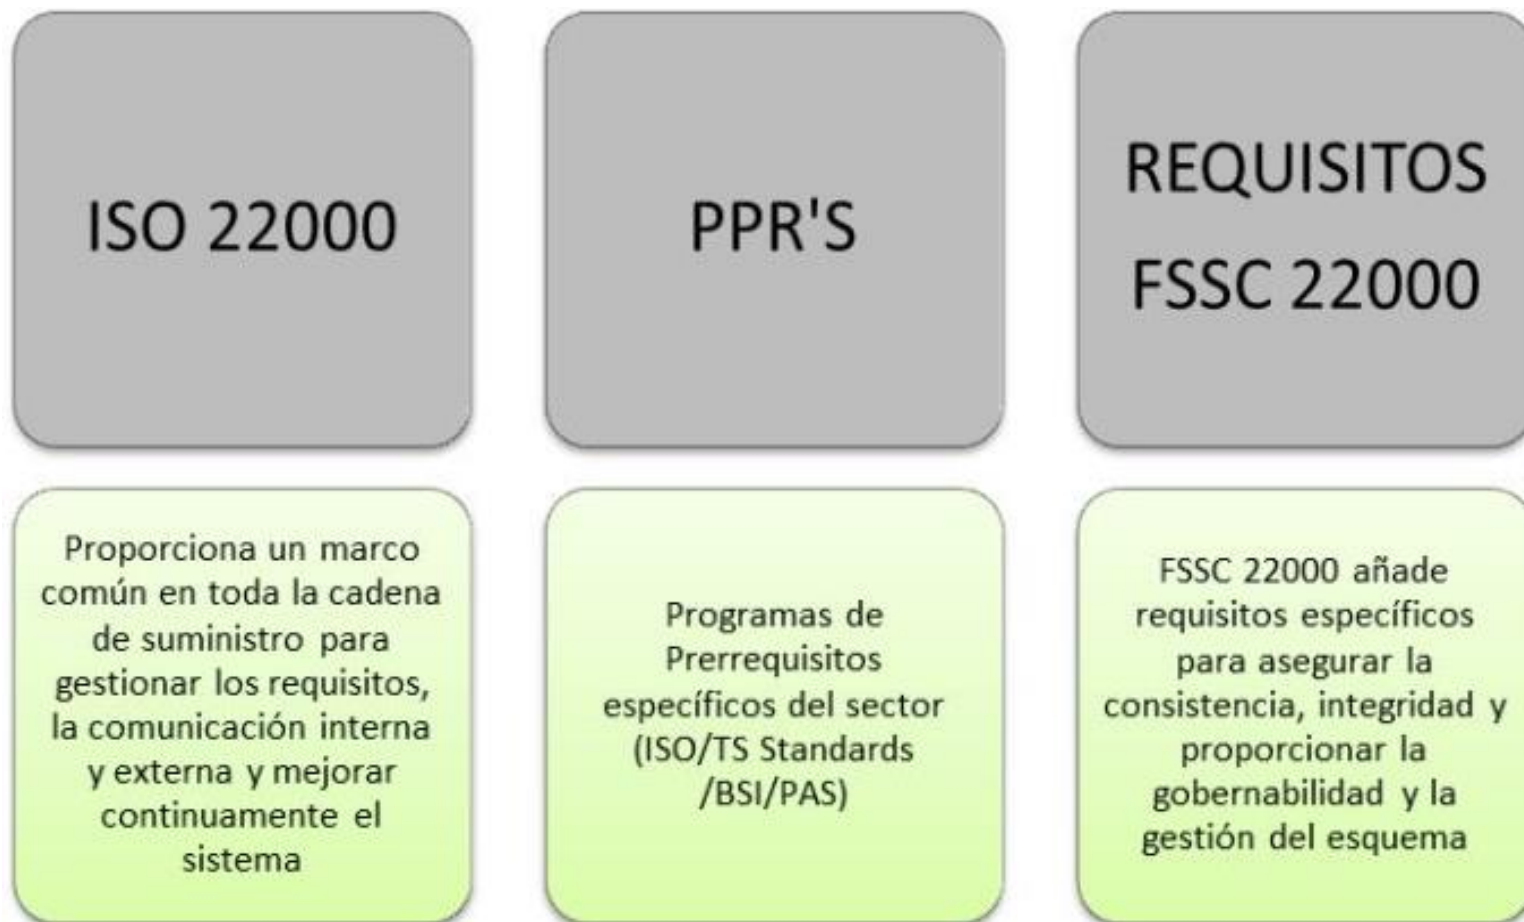 ISO 22000
PPR'S
REQUISITOS
FSSC 22000
Proporciona un marco
común en toda la cadena
de suministro para
gestionar los requisitos,
la comunicación interna
y externa y mejorar
continuamente el
sistema
Programas de
Prerrequisitos
específicos del sector
(ISO/TS Standards
/BSI/PAS)
FSSC 22000 añade
requisitos específicos
para asegurar la
consistencia, integridad y
proporcionar la
gobernabilidad y la
gestión del esquema